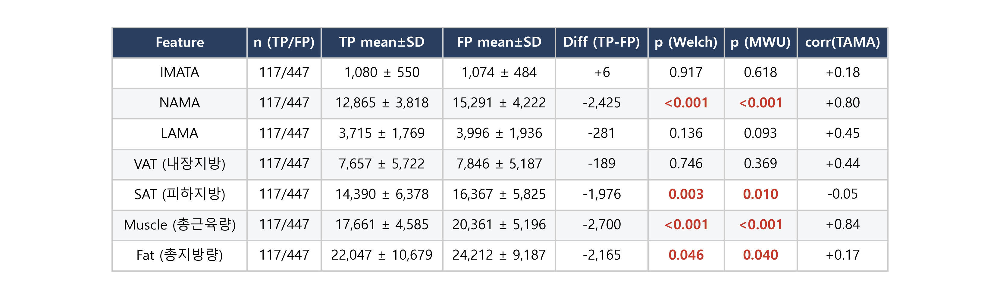 Feature n (TP/FP) TP mean±SD FP mean±SD Diff (TP-FP) p (Welch) p (MWU) corr(TAMA)
IMATA 117/447 1,080 ± 550 1,074 ± 484 +6 0.917 0.618 +0.18
NAMA 117/447 12,865 ± 3,818 15,291 ± 4,222 -2,425 <0.001 <0.001 +0.80
LAMA 117/447 3,715 ± 1,769 3,996 ± 1,936 -281 0.136 0.093 +0.45
VAT (내장지방) 117/447 7,657 ± 5,722 7,846 ± 5,187 -189 0.746 0.369 +0.44
SAT (피하지방) 117/447 14,390 ± 6,378 16,367 ± 5,825 -1,976 0.003 0.010 -0.05
Muscle (총근육량) 117/447 17,661 ± 4,585 20,361 ± 5,196 -2,700 <0.001 <0.001 +0.84
Fat (총지방량) 117/447 22,047 ± 10,679 24,212 ± 9,187 -2,165 0.046 0.040 +0.17